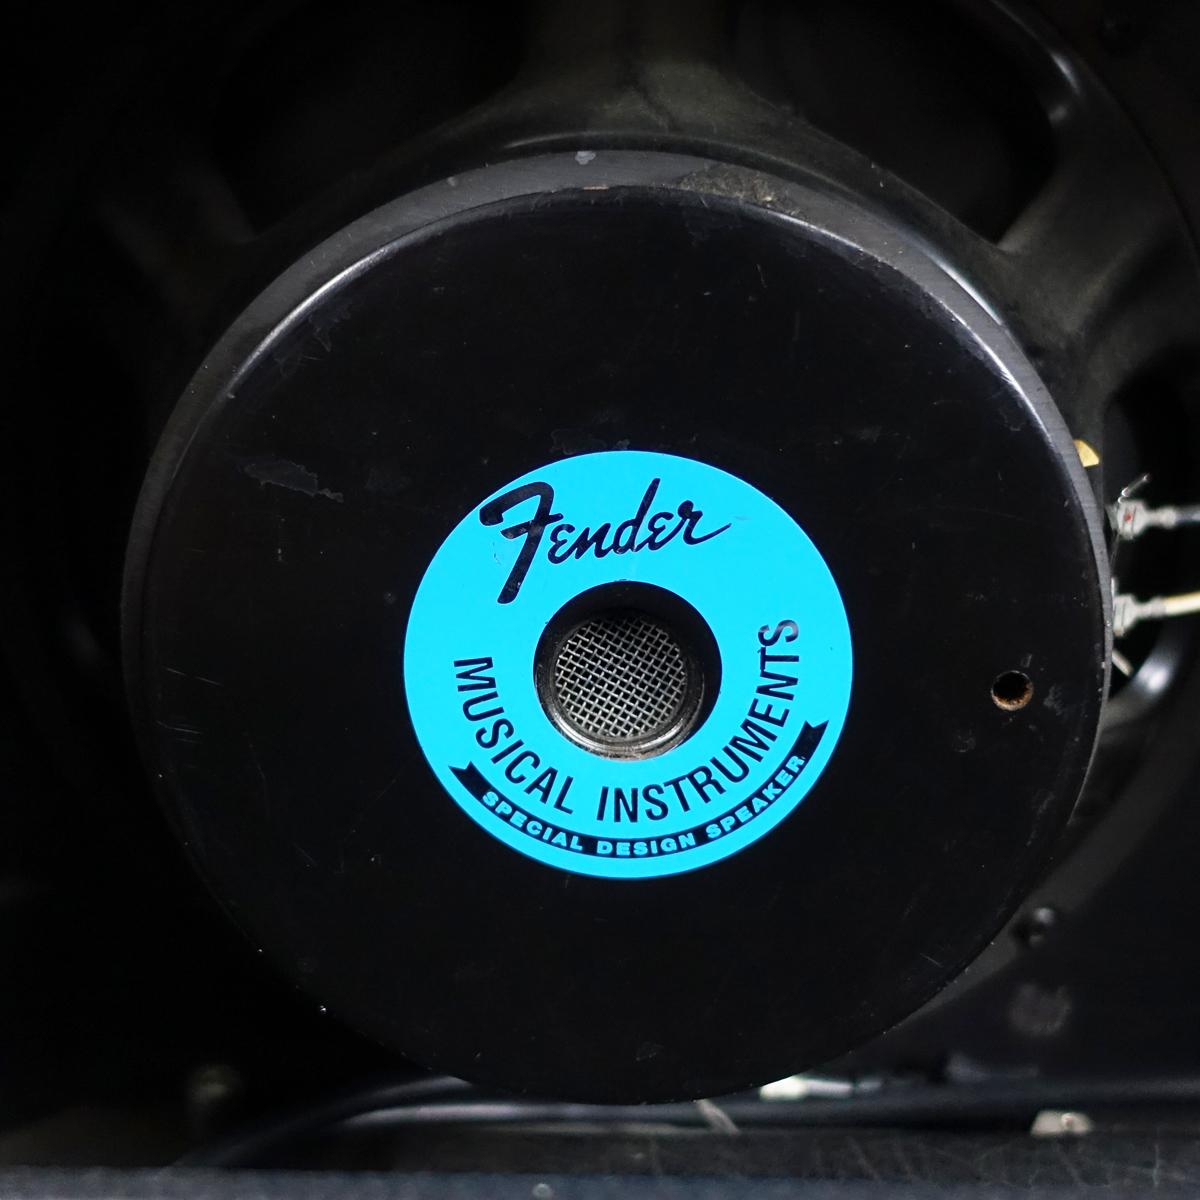 Fender
MUSICAL INSTRUMENTS
SPECIAL DESIGN SPEAKER